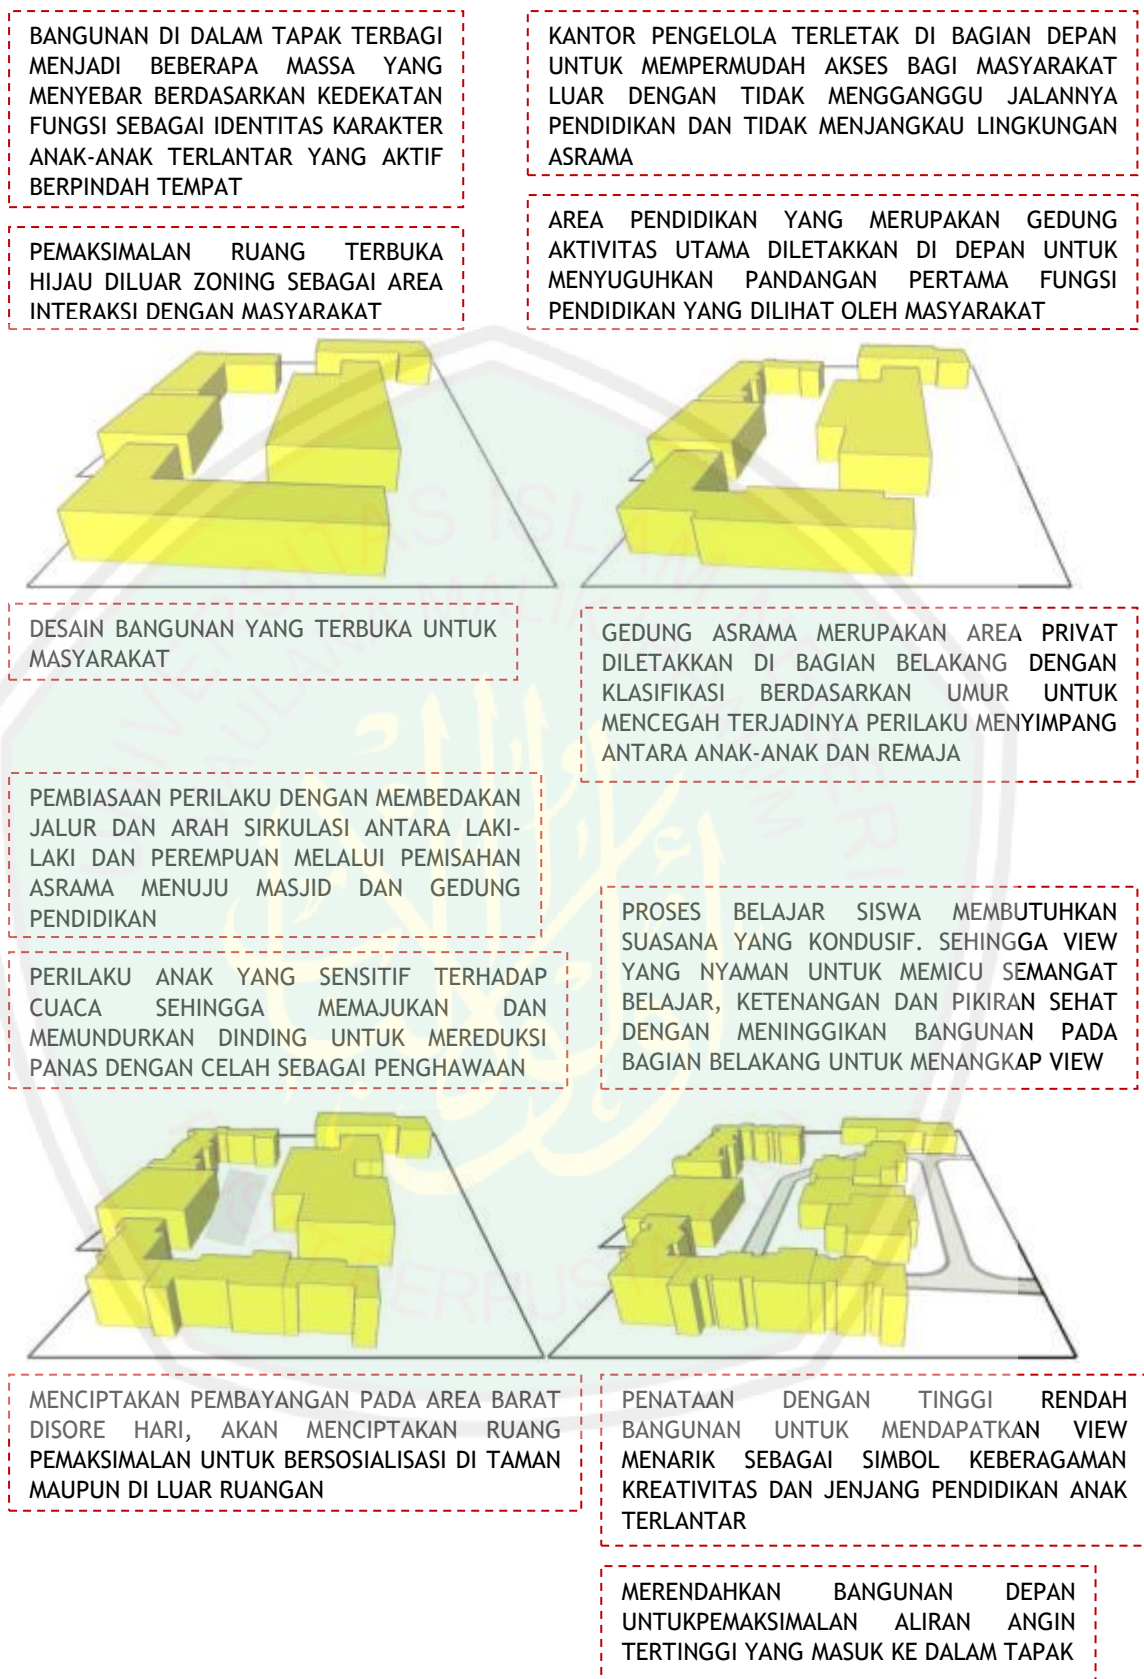 BANGUNAN DI DALAM TAPAK TERBAGI
MENJADI BEBERAPA MASSA YANG
MENYEBAR BERDASARKAN KEDEKATAN
FUNGSI SEBAGAI IDENTITAS KARAKTER
ANAK-ANAK TERLANTAR YANG AKTIF
BERPINDAH TEMPAT
PEMAKSIMALAN RUANG TERBUKA
HIJAU DILUAR ZONING SEBAGAI AREA
INTERAKSI DENGAN MASYARAKAT
KANTOR PENGELOLA TERLETAK DI BAGIAN DEPAN
UNTUK MEMPERMUDAH AKSES BAGI MASYARAKAT
LUAR DENGAN TIDAK MENGGANGGU JALANNYA
PENDIDIKAN DAN TIDAK MENJANGKAU LINGKUNGAN
ASRAMA
AREA PENDIDIKAN YANG MERUPAKAN GEDUNG
AKTIVITAS UTAMA DILETAKKAN DI DEPAN UNTUK
MENYUGUHKAN PANDANGAN PERTAMA FUNGSI
PENDIDIKAN YANG DILIHAT OLEH MASYARAKAT
DESAIN BANGUNAN YANG TERBUKA UNTUK
MASYARAKAT
PEMBIASAAN PERILAKU DENGAN MEMBEDAKAN
JALUR DAN ARAH SIRKULASI ANTARA LAKI-
LAKI DAN PEREMPUAN MELALUI PEMISAHAN
ASRAMA MENUJU MASJID DAN GEDUNG
PENDIDIKAN
PERILAKU ANAK YANG SENSITIF TERHADAP
CUACA SEHINGGA MEMAJUKAN DAN
MEMUNDURKAN DINDING UNTUK MEREDUKSI
PANAS DENGAN CELAH SEBAGAI PENGHAWAAN
GEDUNG ASRAMA MERUPAKAN AREA PRIVAT
DILETAKKAN DI BAGIAN BELAKANG DENGAN
KLASIFIKASI BERDASARKAN UMUR UNTUK
MENCEGAH TERJADINYA PERILAKU MENYIMPANG
ANTARA ANAK-ANAK DAN REMAJA
PROSES BELAJAR SISWA MEMBUTUHKAN
SUASANA YANG KONDUSIF. SEHINGGA VIEW
YANG NYAMAN UNTUK MEMICU SEMANGAT
BELAJAR, KETENANGAN DAN PIKIRAN SEHAT
DENGAN MENINGGIKAN BANGUNAN PADA
BAGIAN BELAKANG UNTUK MENANGKAP VIEW
MENCIPTAKAN PEMBAYANGAN PADA AREA BARAT
DISORE HARI, AKAN MENCIPTAKAN RUANG
PEMAKSIMALAN UNTUK BERSOSIALISASI DI TAMAN
MAUPUN DI LUAR RUANGAN
PENATAAN DENGAN TINGGI RENDAH
BANGUNAN UNTUK MENDAPATKAN VIEW
MENARIK SEBAGAI SIMBOL KEBERAGAMAN
KREATIVITAS DAN JENJANG PENDIDIKAN ANAK
TERLANTAR
MERENDAHKAN BANGUNAN DEPAN
UNTUKPEMAKSIMALAN ALIRAN ANGIN
TERTINGGI YANG MASUK KE DALAM TAPAK